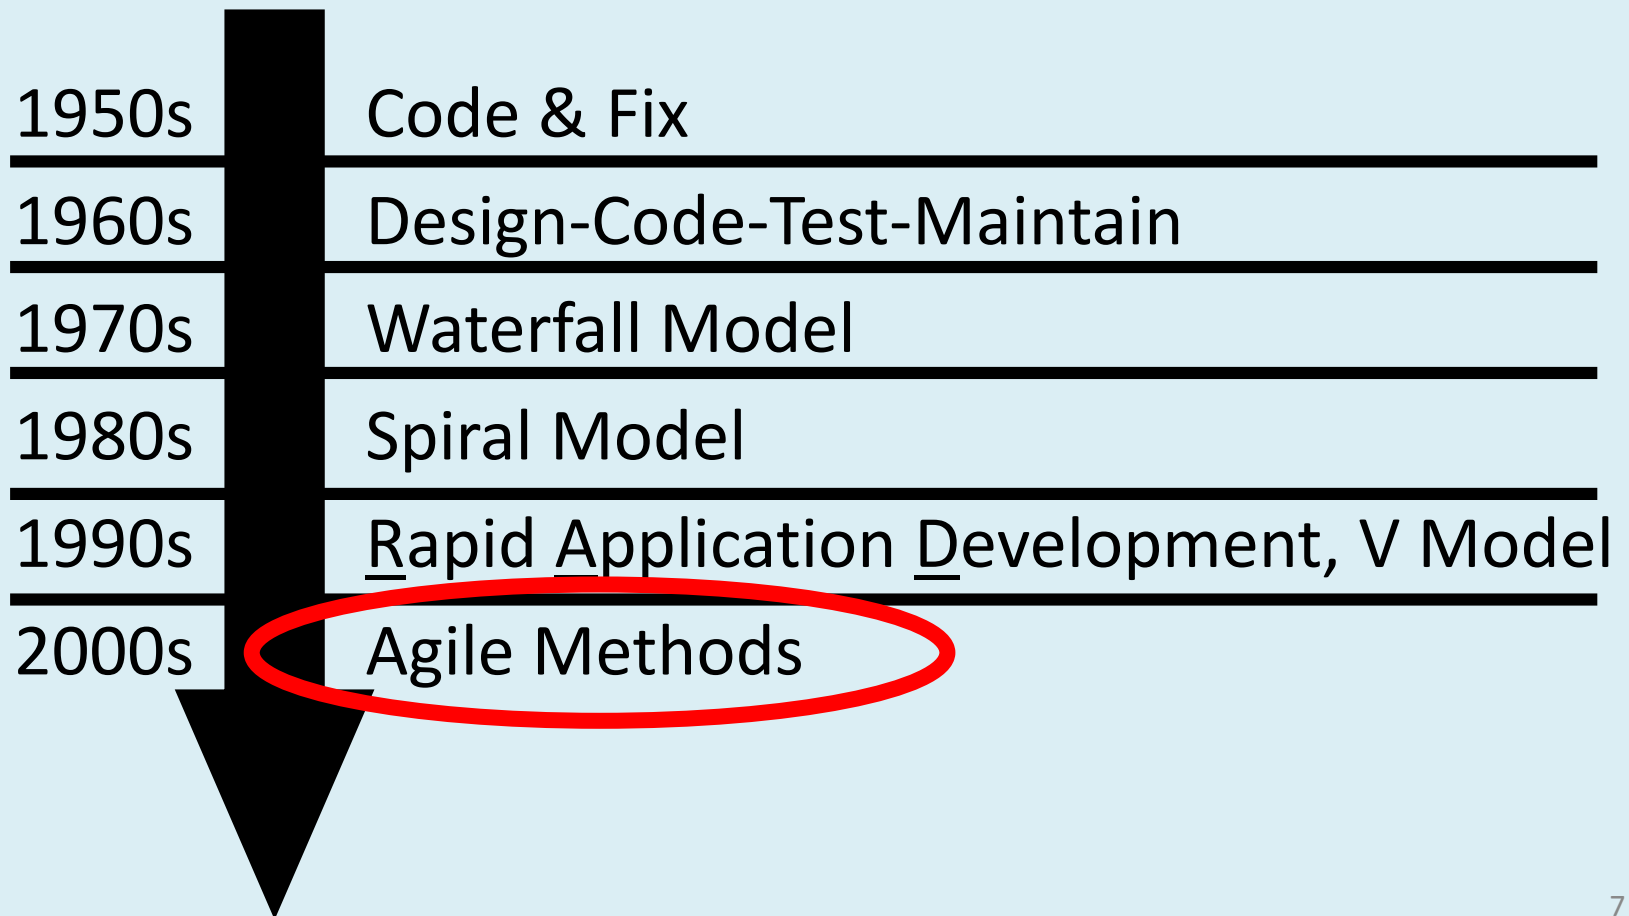 1950s Code & Fix
1960s Design-Code-Test-Maintain
1970s Waterfall Model
1980s Spiral Model
1990s Rapid Application Development, V Model
2000s Agile Methods
7